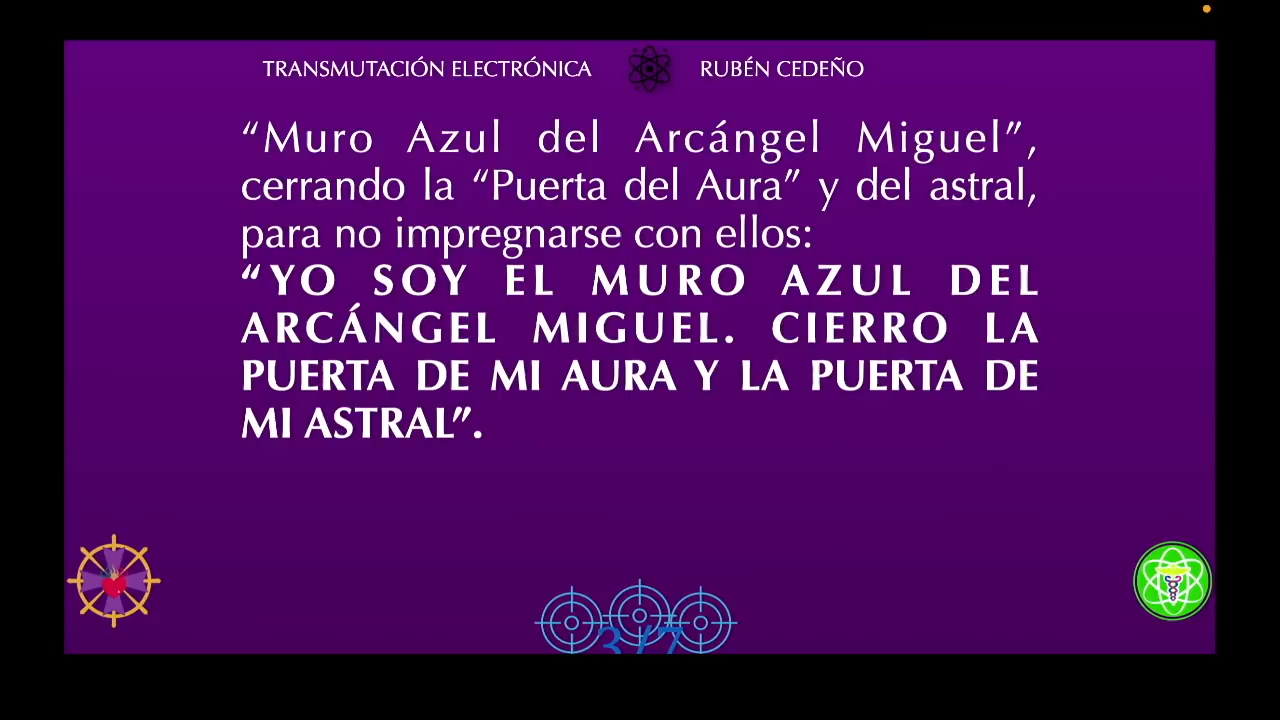 TRANSMUTACIÓN ELECTRÓNICA RUBÉN CEDEÑO
“Muro Azul del Arcángel Miguel”,
cerrando la “Puerta del Aura” y del astral,
para no impregnarse con ellos:
“YO SOY EL MURO AZUL DEL
ARCÁNGEL MIGUEL. CIERRO LA
PUERTA DE MI AURA Y LA PUERTA DE
MI ASTRAL”.
3/7